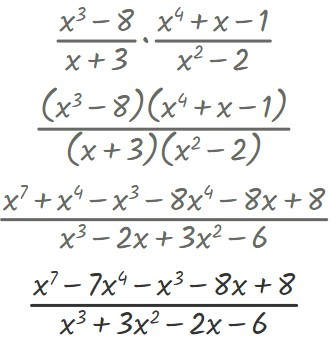 x³ − 8 / x + 3 · x⁴ + x − 1 / x² − 2
(x³ − 8)(x⁴ + x − 1) / (x + 3)(x² − 2)
x⁷ + x⁴ − x³ − 8x⁴ − 8x + 8 / x³ − 2x + 3x² − 6
x⁷ − 7x⁴ − x³ − 8x + 8 / x³ + 3x² − 2x − 6